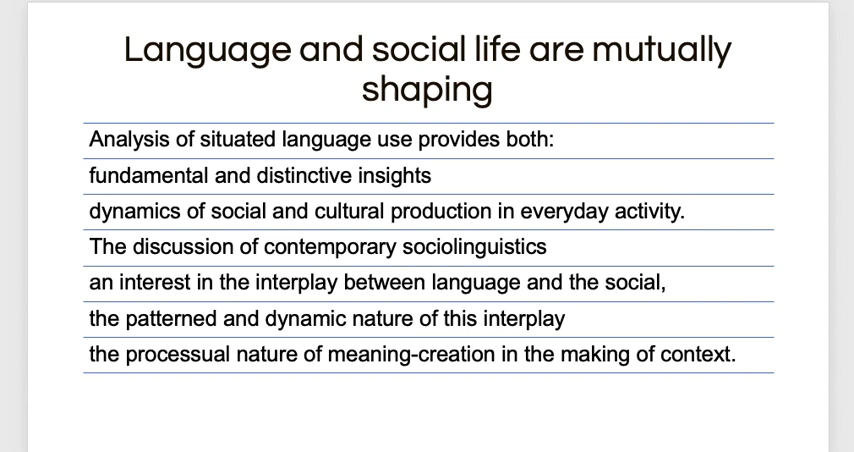 Language and social life are mutually
shaping
Analysis of situated language use provides both:
fundamental and distinctive insights
dynamics of social and cultural production in everyday activity.
The discussion of contemporary sociolinguistics
an interest in the interplay between language and the social,
the patterned and dynamic nature of this interplay
the processual nature of meaning-creation in the making of context.